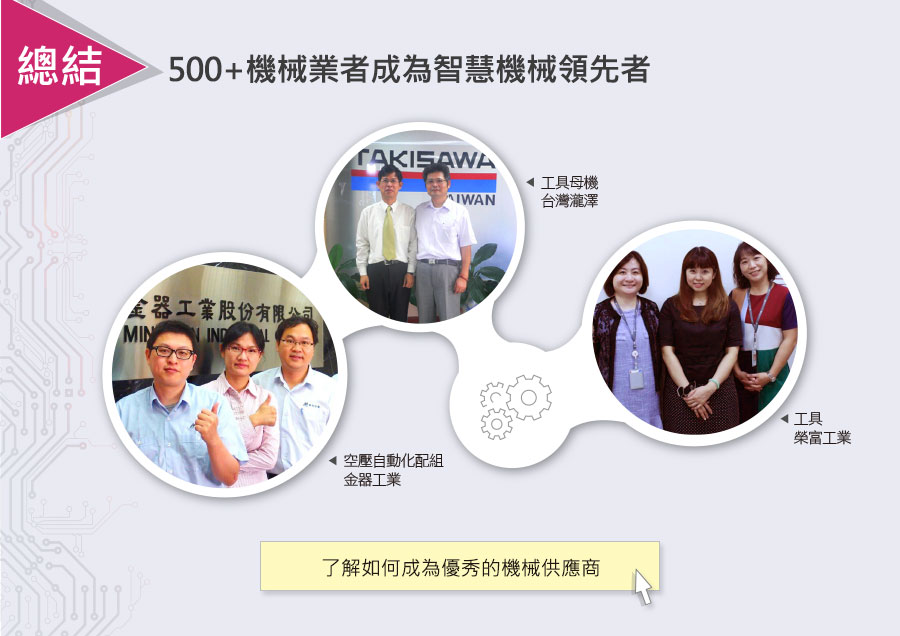 總結
500+機械業者成為智慧機械領先者
TAKISAWA
AIWAN
工具母機
台灣瀧澤
金器工業股份有限公司
MIN
IND
工具
榮富工業
空壓自動化配組
金器工業
了解如何成為優秀的機械供應商